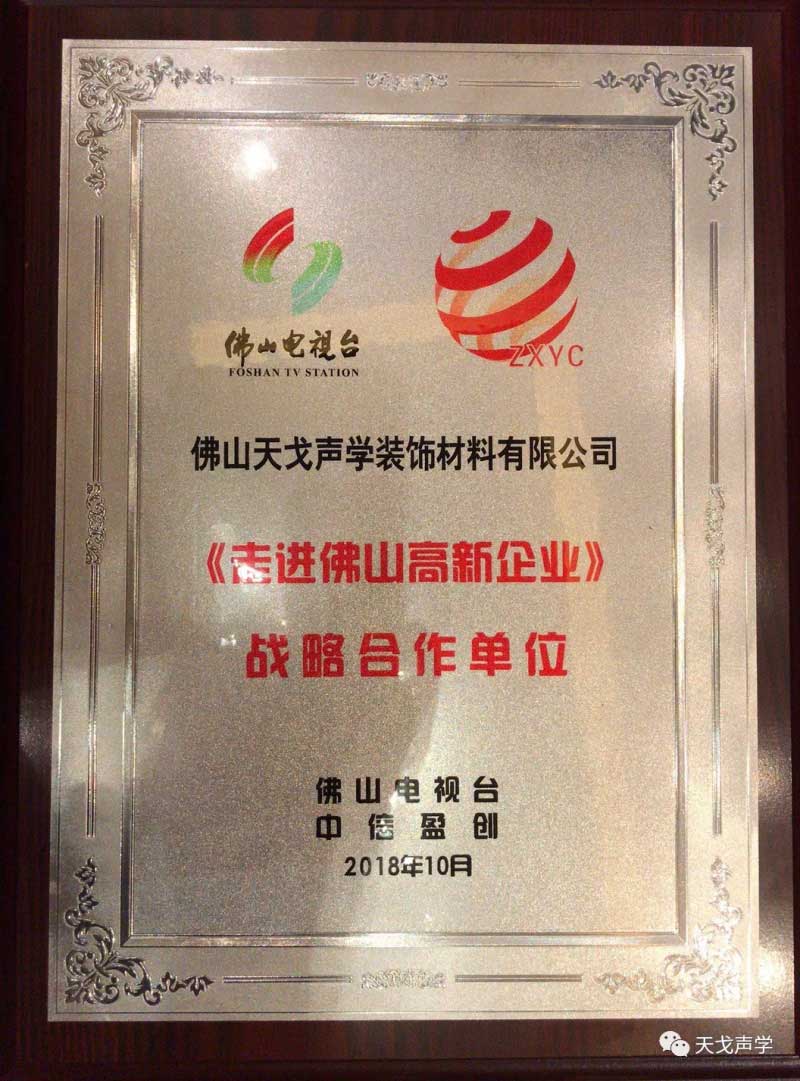 佛山电视台
FOSHAN TV STATION
ZXYC
佛山天戈声学装饰材料有限公司
《走进佛山高新企业》
战略合作单位
佛山电视台
中信盈创
2018年10月
天戈声学